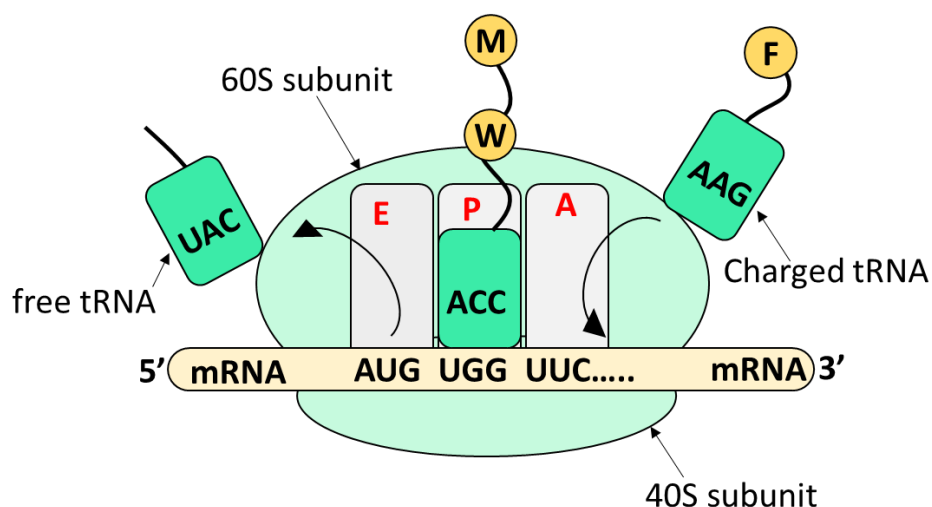 M
F
60S subunit
W
AAG
UAC
E P A
Charged tRNA
free tRNA
ACC
5’ mRNA AUG UGG UUC….. mRNA 3’
40S subunit